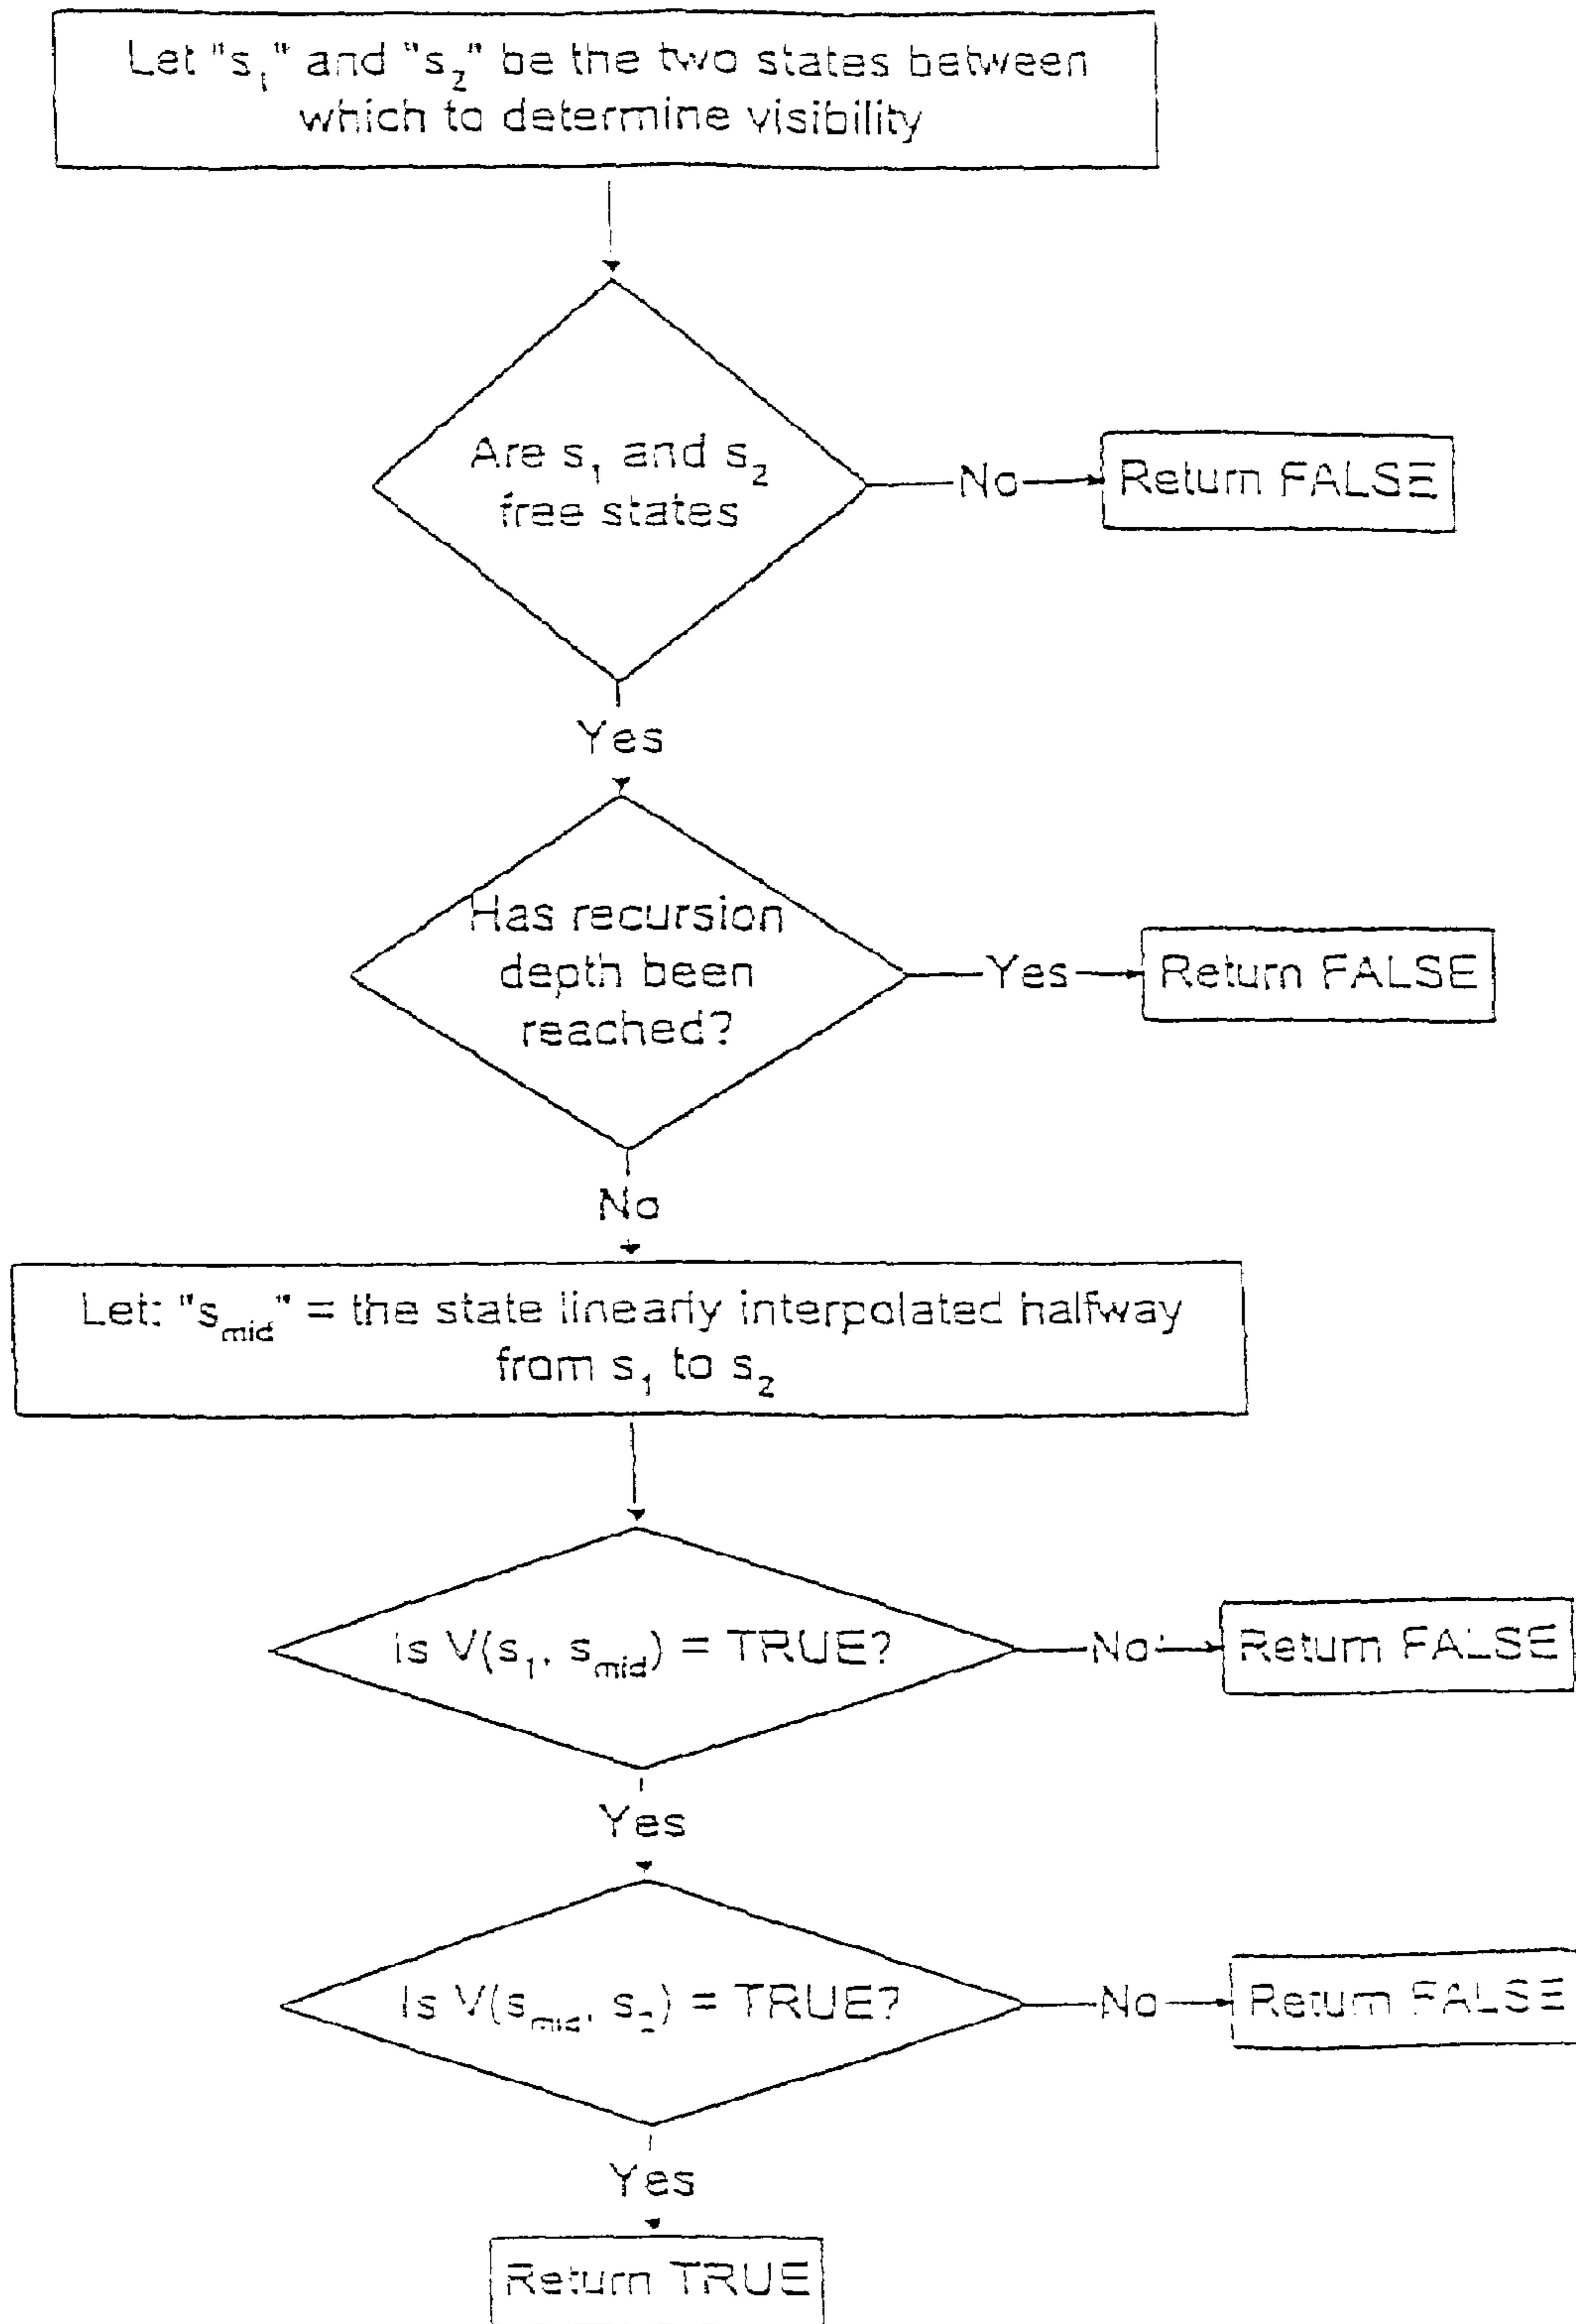 Let "s₁" and "s₂" be the two states between
which to determine visibility
Are s₁ and s₂
free states
No
Return FALSE
Yes
Has recursion
depth been
reached?
Yes
Return FALSE
No
Let: "s_mid" = the state linearly interpolated halfway
from s₁ to s₂
is V(s₁, s_mid) = TRUE?
No
Return FALSE
Yes
Is V(s_mid, s₂) = TRUE?
No
Return FALSE
Yes
Return TRUE